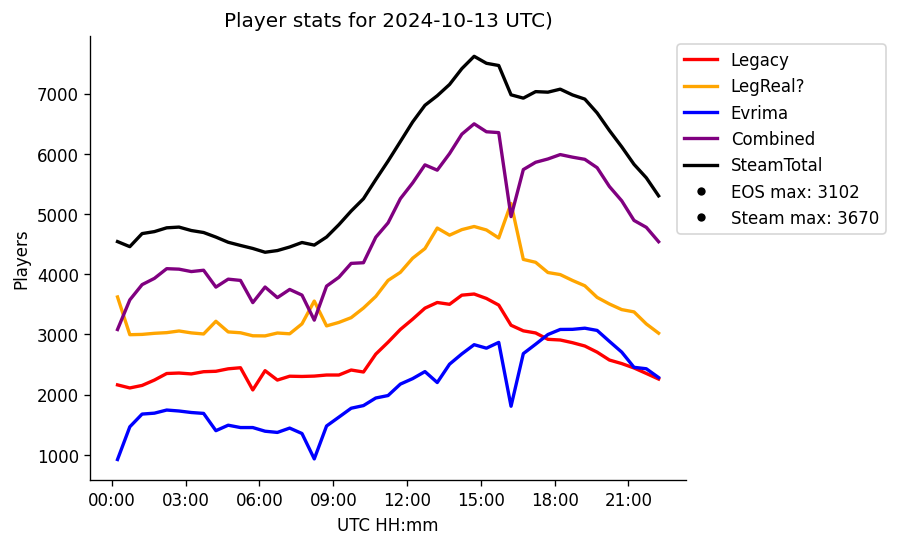 Player stats for 2024-10-13 UTC)
Legacy
LegReal?
Evrima
Combined
SteamTotal
EOS max: 3102
Steam max: 3670
Players
7000
6000
5000
4000
3000
2000
1000
00:00 03:00 06:00 09:00 12:00 15:00 18:00 21:00
UTC HH:mm